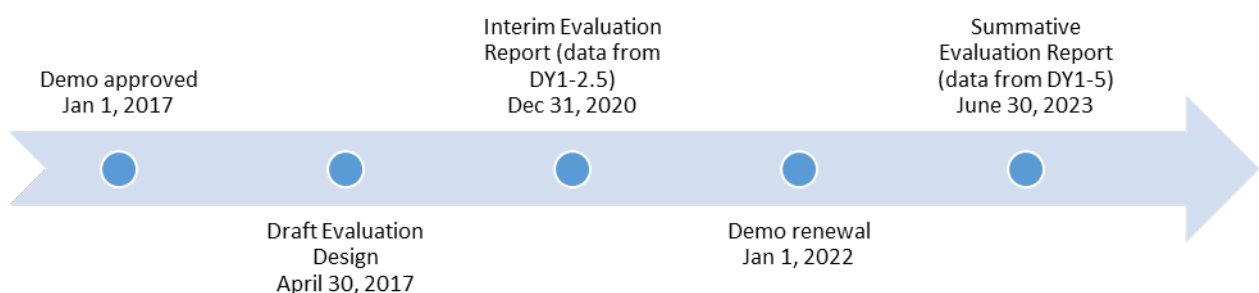 Demo approved
Jan 1, 2017
Draft Evaluation
Design
April 30, 2017
Interim Evaluation
Report (data from
DY1-2.5)
Dec 31, 2020
Demo renewal
Jan 1, 2022
Summative
Evaluation Report
(data from DY1-5)
June 30, 2023